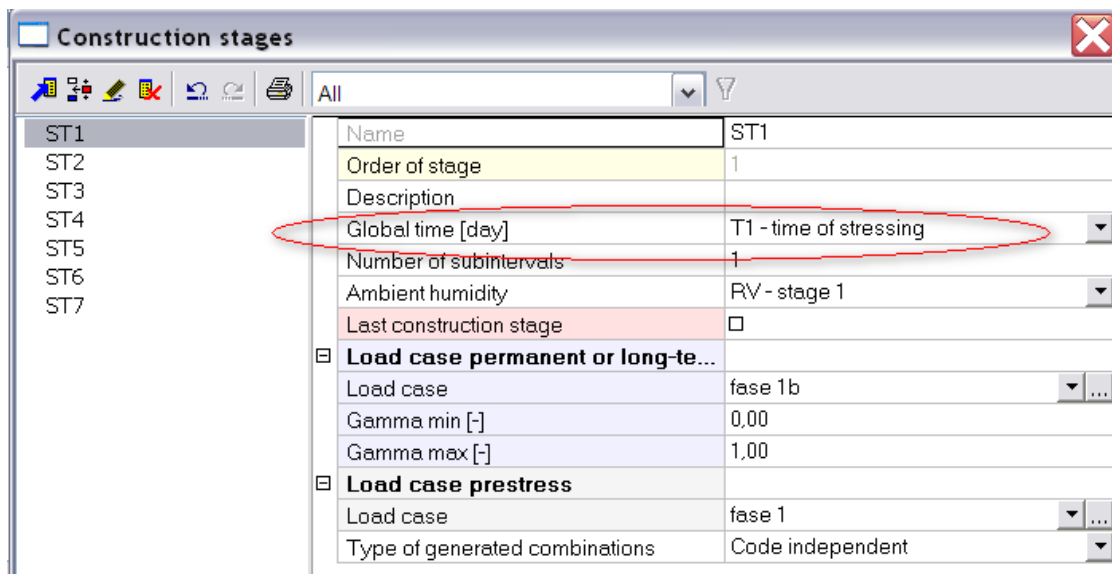 Construction stages
All
ST1
ST2
ST3
ST4
ST5
ST6
ST7
Name ST1
Order of stage 1
Description
Global time [day] T1 - time of stressing
Number of subintervals 1
Ambient humidity RV - stage 1
Last construction stage
Load case permanent or long-te...
Load case fase 1b ...
Gamma min [-] 0,00
Gamma max [-] 1,00
Load case prestress
Load case fase 1 ...
Type of generated combinations Code independent